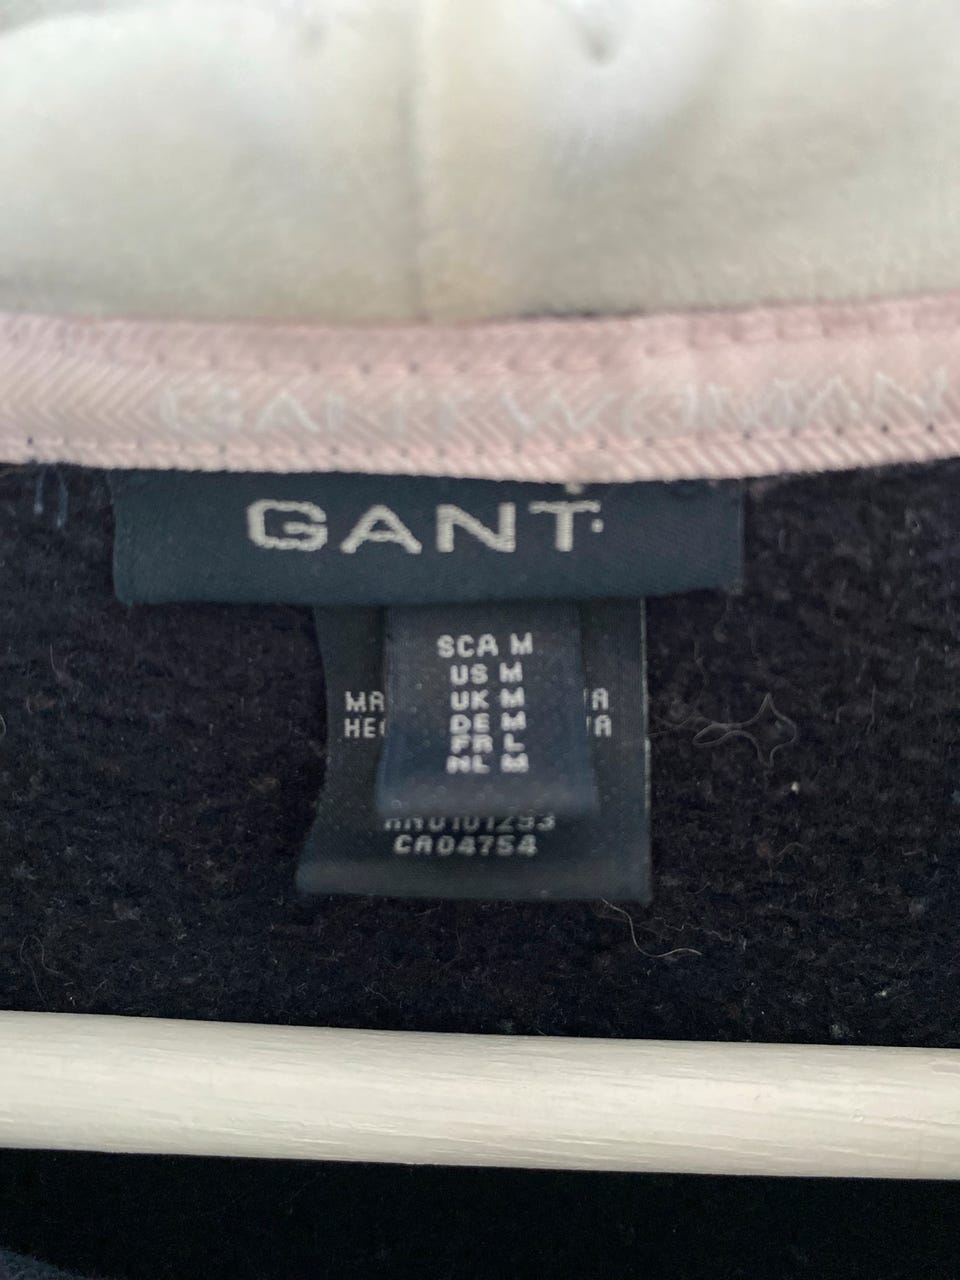 GANT WOMAN
GANT
SCA M
US M
UK M
DE M
FR L
NL M
CA04754